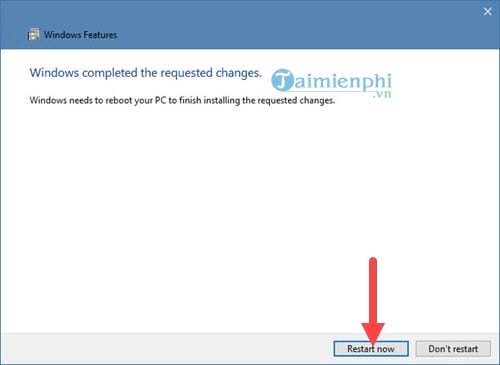 Windows Features
Windows completed the requested changes.
Taimienphi
.vn
Windows needs to reboot your PC to finish installing the requested changes.
Restart now
Don't restart